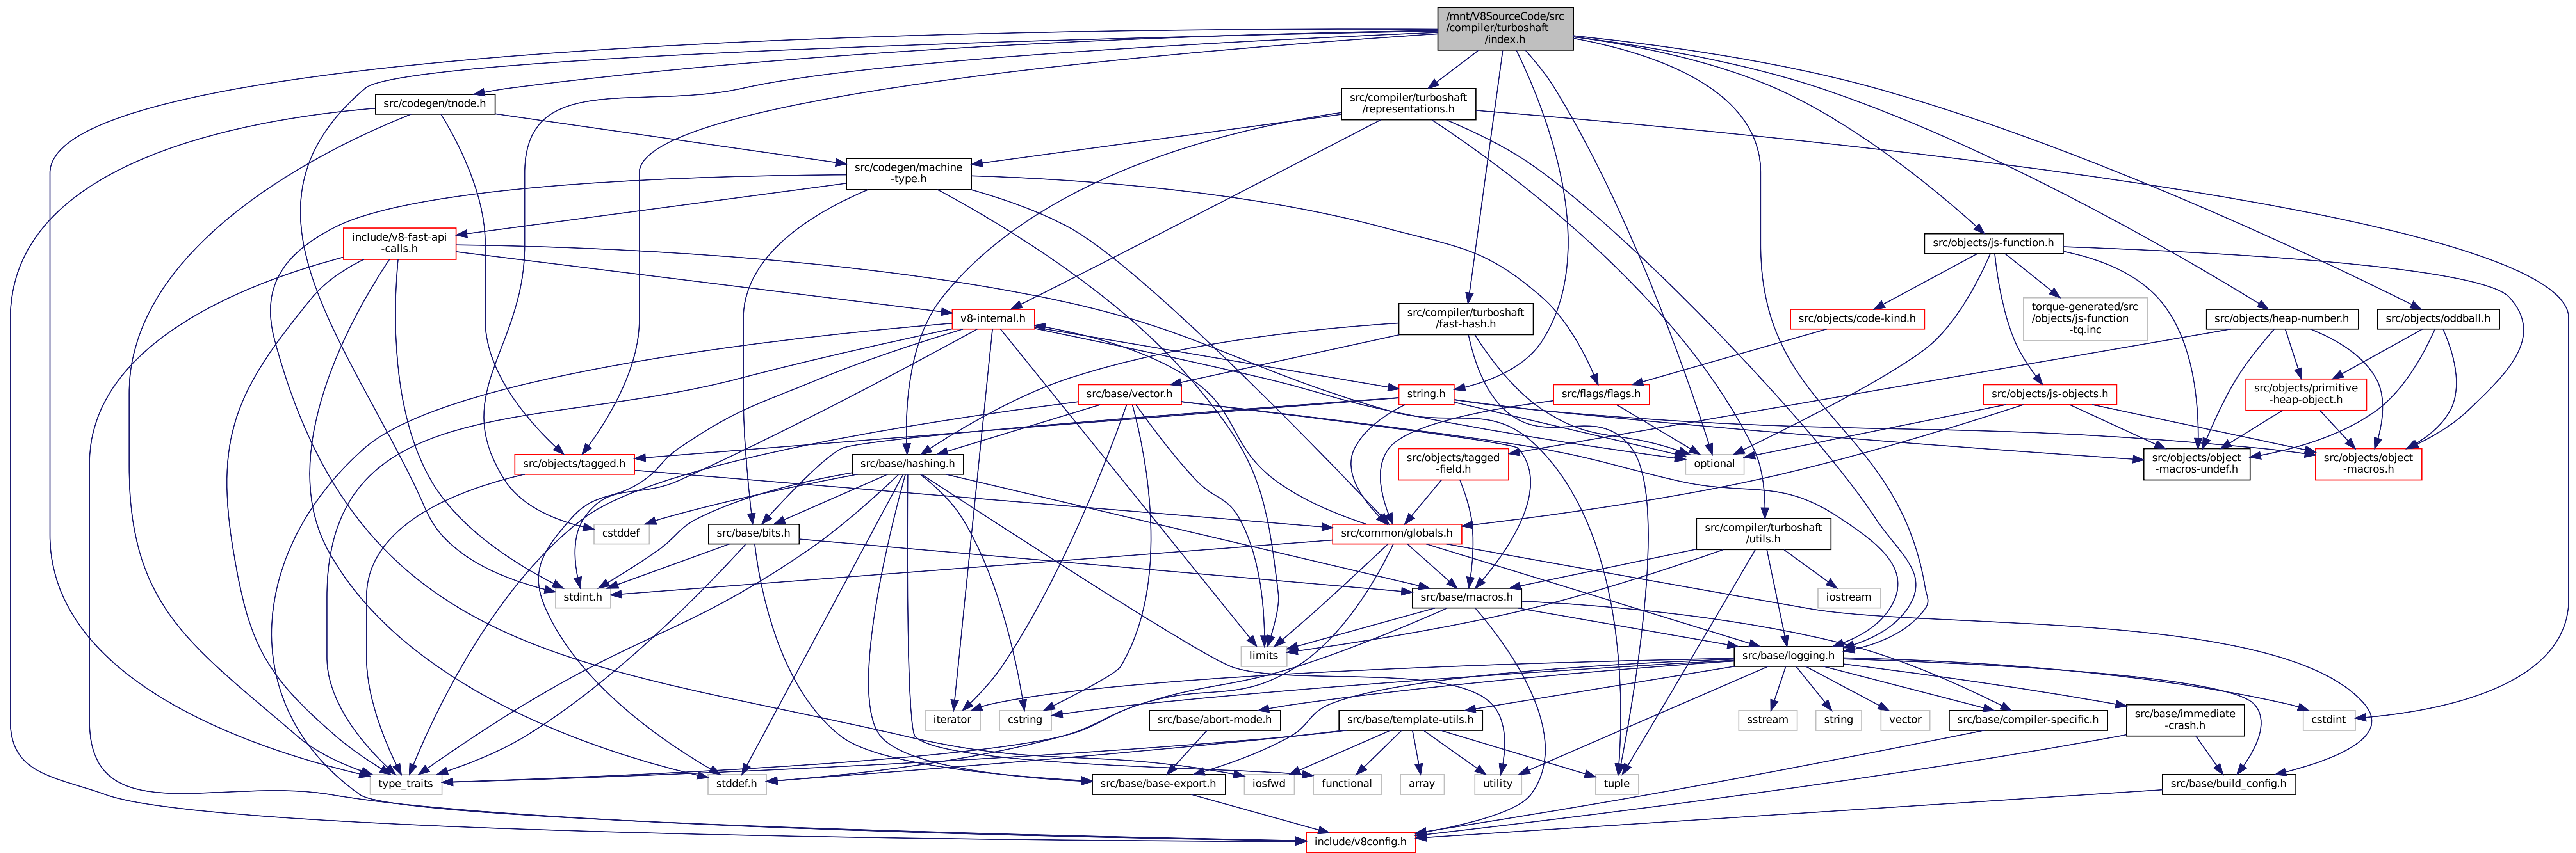 /mnt/V8SourceCode/src
/compiler/turboshaft
/index.h
src/codegen/tnode.h
src/compiler/turboshaft
/representations.h
src/codegen/machine
-type.h
include/v8-fast-api
-calls.h
src/objects/js-function.h
v8-internal.h
src/compiler/turboshaft
/fast-hash.h
src/objects/code-kind.h
torque-generated/src
/objects/js-function
-tq.inc
src/objects/heap-number.h
src/objects/oddball.h
src/base/vector.h
string.h
src/flags/flags.h
src/objects/js-objects.h
src/objects/primitive
-heap-object.h
src/objects/tagged.h
src/base/hashing.h
src/objects/tagged
-field.h
optional
src/objects/object
-macros-undef.h
src/objects/object
-macros.h
cstddef
src/base/bits.h
src/common/globals.h
src/compiler/turboshaft
/utils.h
stdint.h
src/base/macros.h
iostream
limits
src/base/logging.h
iterator
cstring
src/base/abort-mode.h
src/base/template-utils.h
sstream
string
vector
src/base/compiler-specific.h
src/base/immediate
-crash.h
cstdint
type_traits
stddef.h
src/base/base-export.h
iosfwd
functional
array
utility
tuple
src/base/build_config.h
include/v8config.h